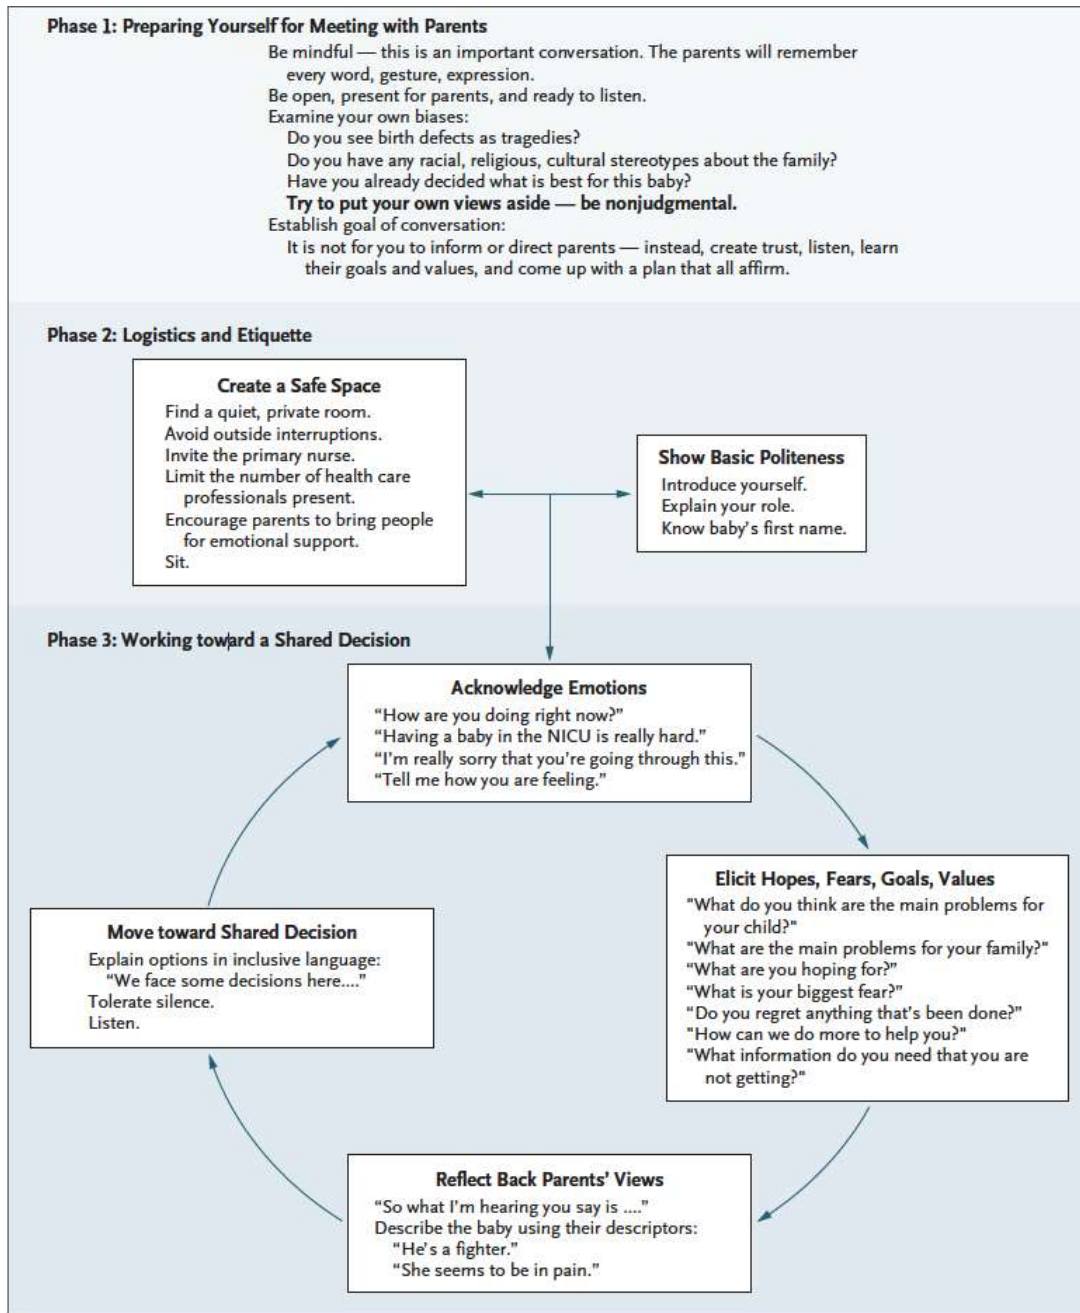 Phase 1: Preparing Yourself for Meeting with Parents
Be mindful — this is an important conversation. The parents will remember
every word, gesture, expression.
Be open, present for parents, and ready to listen.
Examine your own biases:
Do you see birth defects as tragedies?
Do you have any racial, religious, cultural stereotypes about the family?
Have you already decided what is best for this baby?
Try to put your own views aside — be nonjudgmental.
Establish goal of conversation:
It is not for you to inform or direct parents — instead, create trust, listen, learn
their goals and values, and come up with a plan that all affirm.
Phase 2: Logistics and Etiquette
Create a Safe Space
Find a quiet, private room.
Avoid outside interruptions.
Invite the primary nurse.
Limit the number of health care
professionals present.
Encourage parents to bring people
for emotional support.
Sit.
Show Basic Politeness
Introduce yourself.
Explain your role.
Know baby's first name.
Phase 3: Working toward a Shared Decision
Acknowledge Emotions
“How are you doing right now?”
“Having a baby in the NICU is really hard.”
“I'm really sorry that you're going through this.”
“Tell me how you are feeling.”
Elicit Hopes, Fears, Goals, Values
"What do you think are the main problems for
your child?"
"What are the main problems for your family?"
"What are you hoping for?"
"What is your biggest fear?"
"Do you regret anything that's been done?"
"How can we do more to help you?"
"What information do you need that you are
not getting?"
Reflect Back Parents' Views
“So what I'm hearing you say is ....”
Describe the baby using their descriptors:
“He's a fighter.”
“She seems to be in pain.”
Move toward Shared Decision
Explain options in inclusive language:
“We face some decisions here....”
Tolerate silence.
Listen.